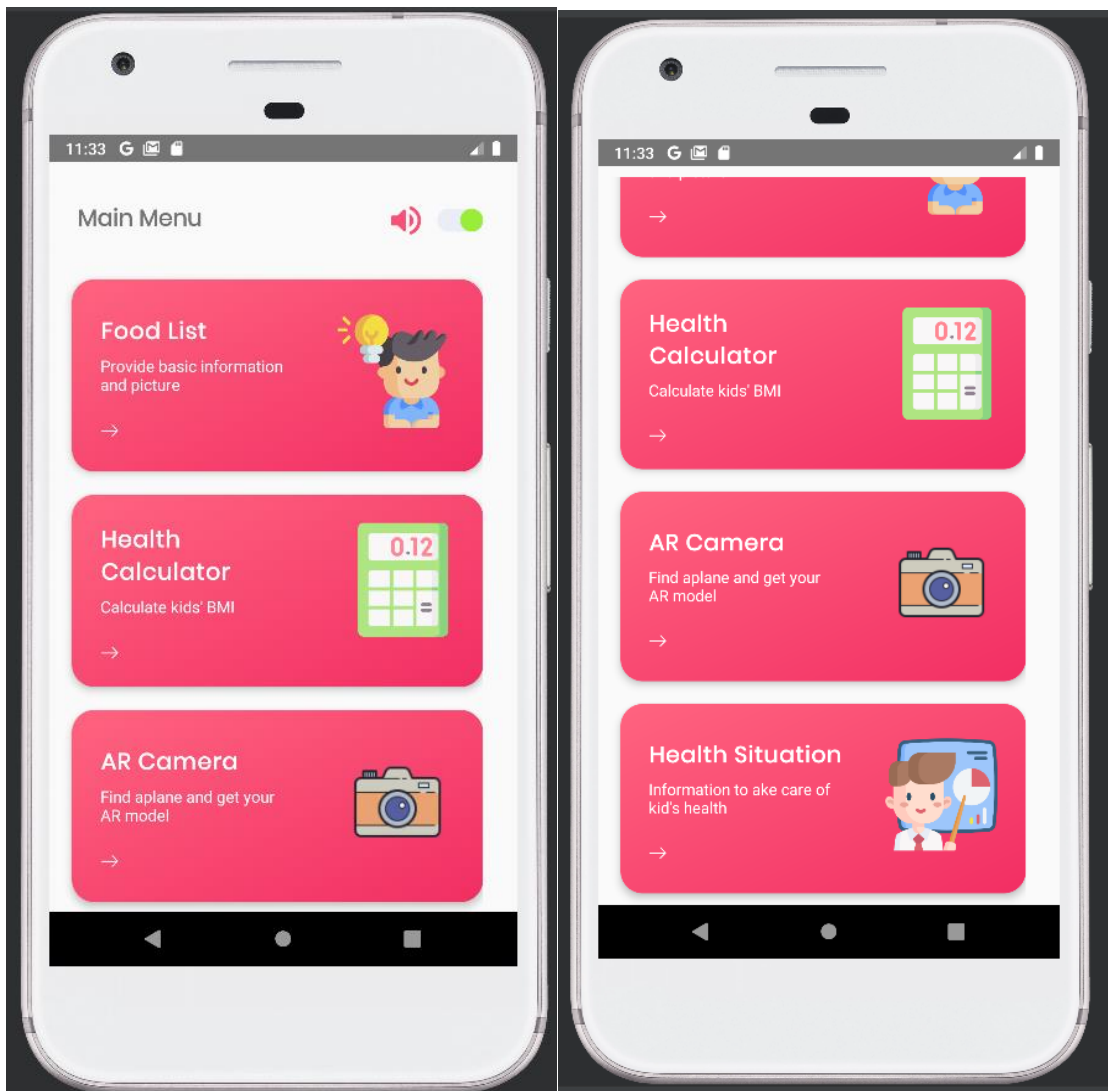 11:33 G
Main Menu
Food List
Provide basic information
and picture
Health
Calculator
0.12
=
Calculate kids' BMI
AR Camera
Find aplane and get your
AR model
11:33 G
Health
Calculator
0.12
=
Calculate kids' BMI
AR Camera
Find aplane and get your
AR model
Health Situation
Information to ake care of
kid's health